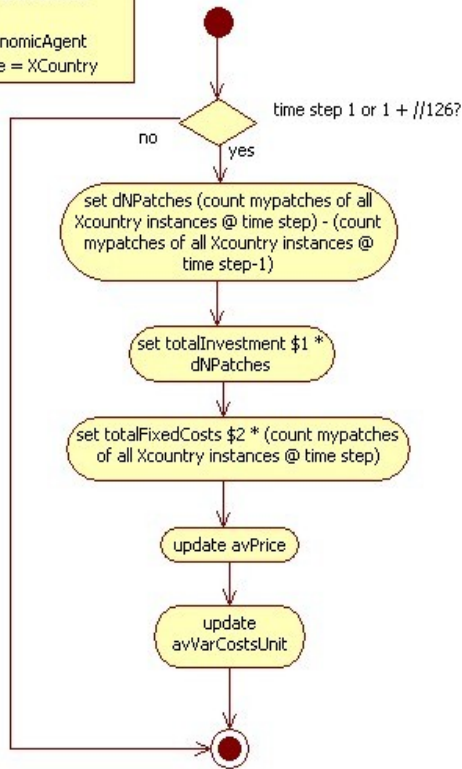 nomicAgent
e = XCountry
time step 1 or 1 + //126?
no
yes
set dNPatches (count mypatches of all
Xcountry instances @ time step) - (count
mypatches of all Xcountry instances @
time step-1)
set totalInvestment $1 *
dNPatches
set totalFixedCosts $2 * (count mypatches
of all Xcountry instances @ time step)
update avPrice
update
avVarCostsUnit